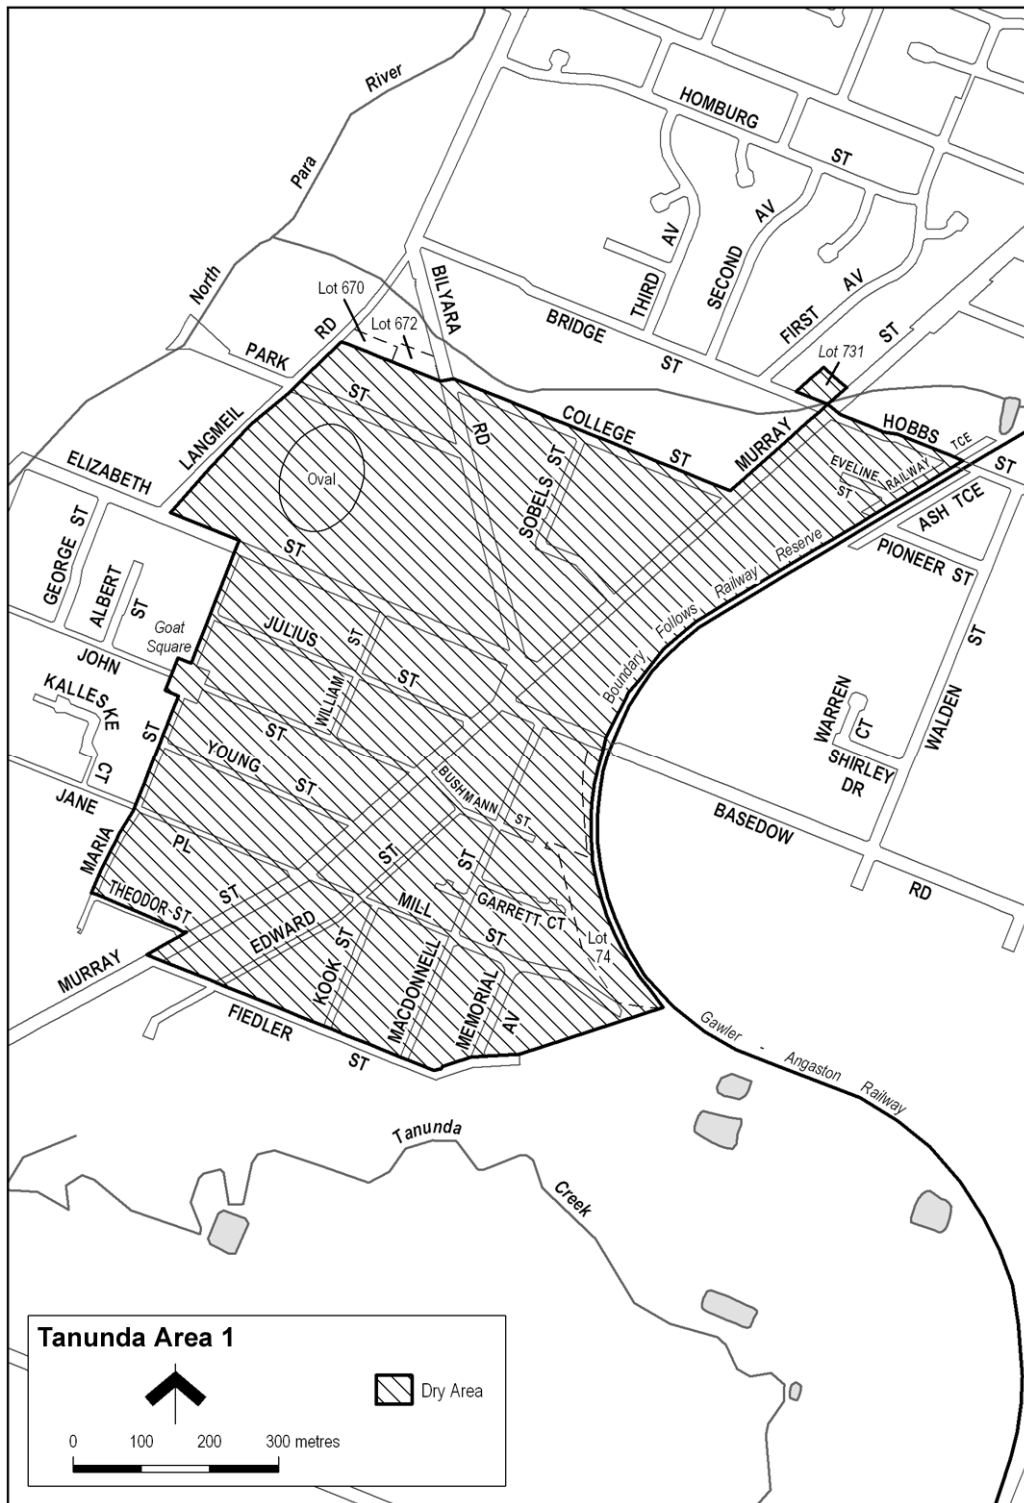 River
HOMBURG
ST
Para
AV
AV
THIRD
SECOND
North
BILYARA
AV
FIRST
Lot 670
RD
Lot 672
BRIDGE
ST
ST
Lot 731
PARK
ST
LANGMEIL
RD
COLLEGE
ST
MURRAY
HOBBS
TCE
ST
ELIZABETH
Oval
SOBELS ST
EVELINE
ST
RAILWAY
ASH TCE
PIONEER ST
GEORGE ST
ALBERT
ST
ST
Boundary Follows Railway Reserve
Goat
Square
JULIUS
ST
ST
WILLIAM
JOHN
ST
KALLESKE
CT
WARREN
CT
ST
WALDEN
ST
YOUNG
ST
BUSHMANN
ST
SHIRLEY
DR
JANE
PL
BASEDOW
RD
MARIA
ST
ST
ST
THEODOR ST
MURRAY
EDWARD
MILL
ST
GARRETT CT
KOOK ST
MACDONNELL
MEMORIAL
AV
Lot
74
FIEDLER
ST
Gawler - Angaston Railway
Tanunda
Creek
Tanunda Area 1
Dry Area
0 100 200 300 metres